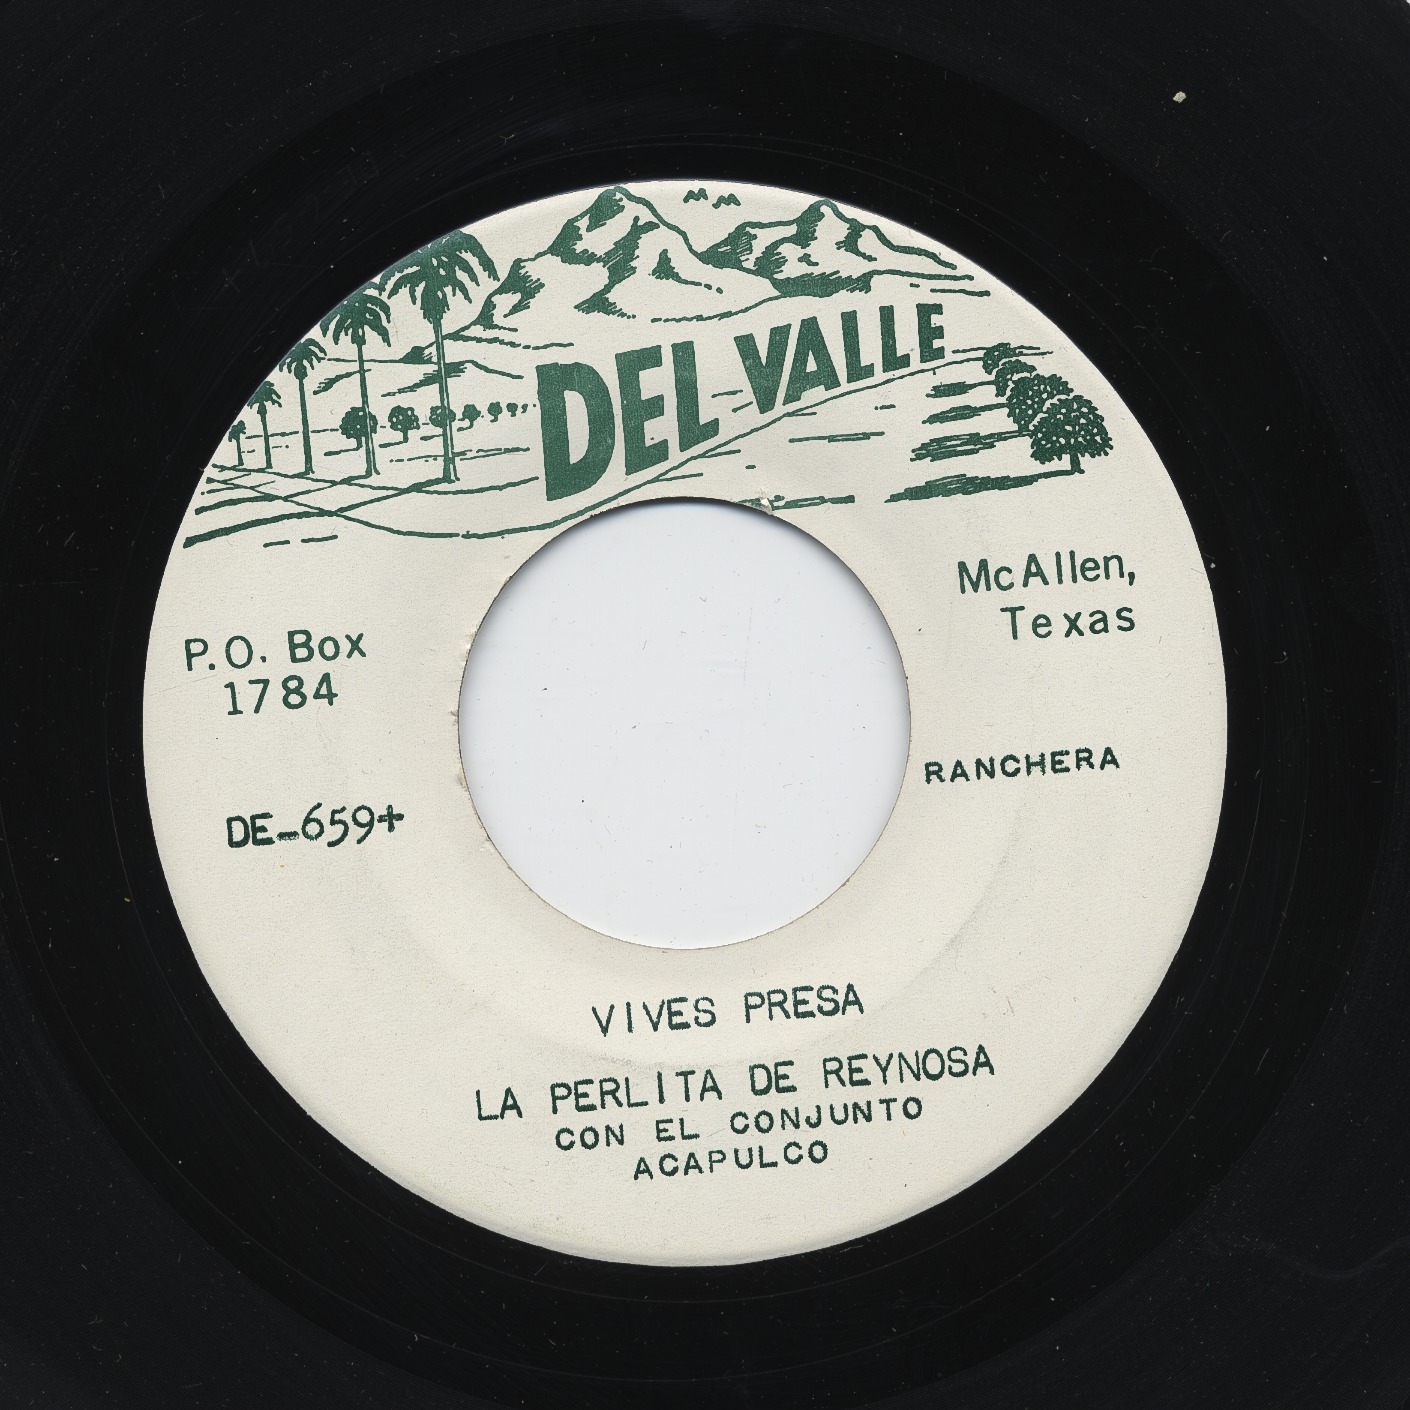 DEL VALLE
McAllen,
Texas
P.O. Box
1784
RANCHERA
DE-659+
VIVES PRESA
LA PERLITA DE REYNOSA
CON EL CONJUNTO
ACAPULCO